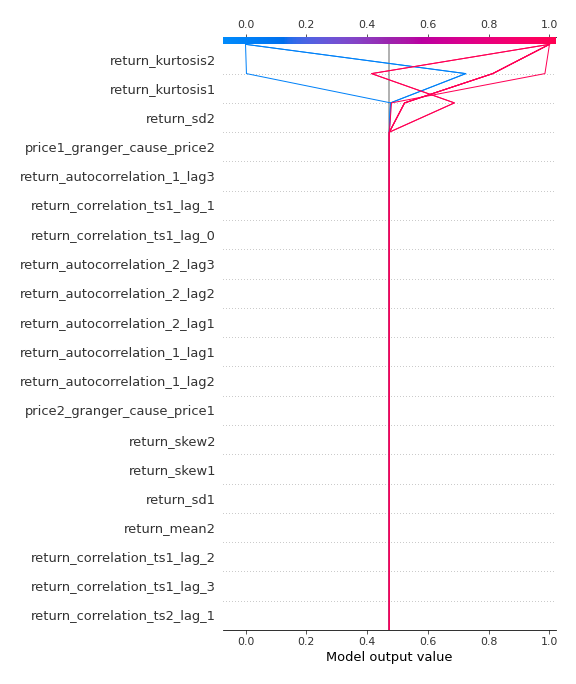 0.0 0.2 0.4 0.6 0.8 1.0
return_kurtosis2
return_kurtosis1
return_sd2
price1_granger_cause_price2
return_autocorrelation_1_lag3
return_correlation_ts1_lag_1
return_correlation_ts1_lag_0
return_autocorrelation_2_lag3
return_autocorrelation_2_lag2
return_autocorrelation_2_lag1
return_autocorrelation_1_lag1
return_autocorrelation_1_lag2
price2_granger_cause_price1
return_skew2
return_skew1
return_sd1
return_mean2
return_correlation_ts1_lag_2
return_correlation_ts1_lag_3
return_correlation_ts2_lag_1
0.0 0.2 0.4 0.6 0.8 1.0
Model output value